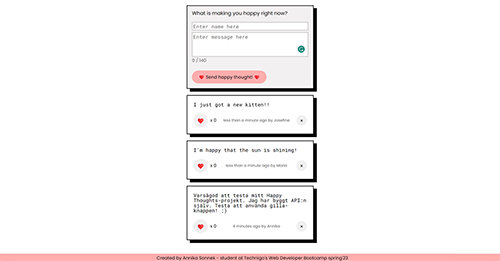 What is making you happy right now?
Enter name here
Enter message here
0 / 140
Send happy thought!
I just got a new kitten!!
x 0 less than a minute ago by Josefine ×
I'm happy that the sun is shining!
x 0 less than a minute ago by Maria ×
Varsågod att testa mitt Happy
Thoughts-projekt. Jag har byggt API:n
själv. Testa att använda gilla-
knappen! ;)
x 0 4 minutes ago by Annika ×
Created by Annika Sonnek - student at Technigo's Web Developer Bootcamp spring'23